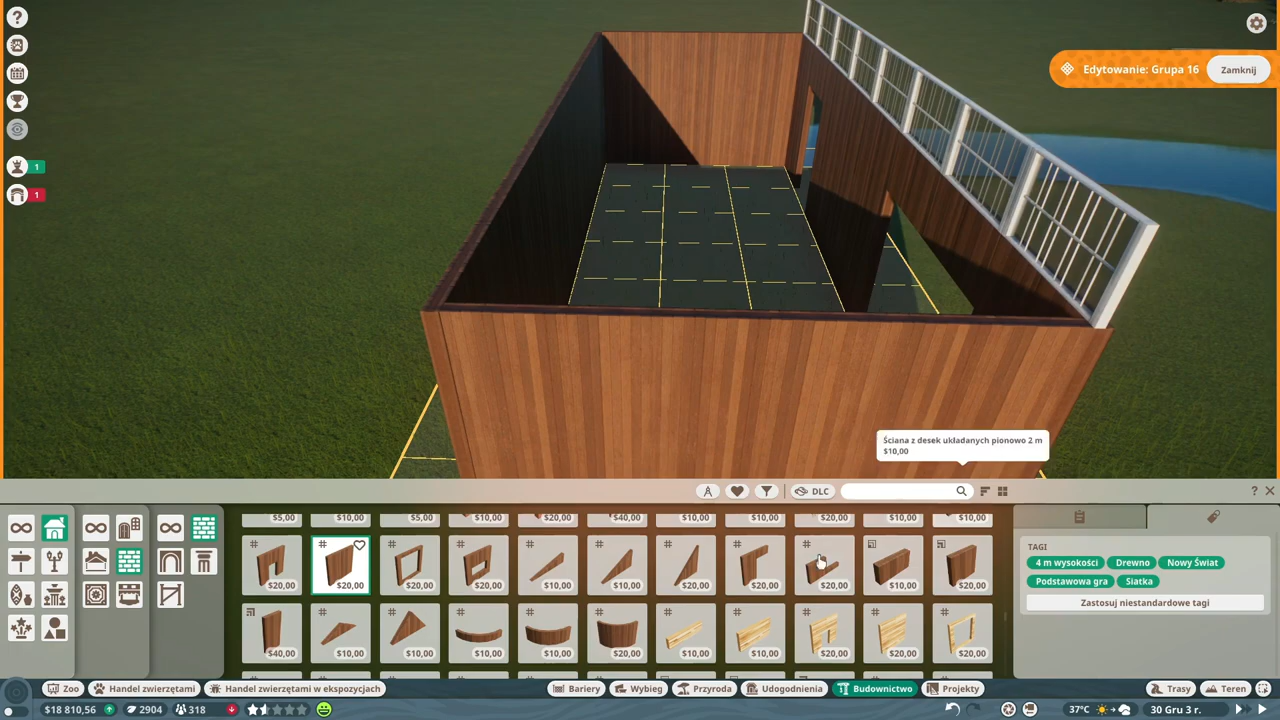 ?
Edytowanie: Grupa 16
Zamknij
1
1
Ściana z desek układanych pionowo 2 m
$10,00
DLC
? ×
$5,00 $10,00 $5,00 $10,00 $20,00 $40,00 $10,00 $10,00 $20,00 $10,00 $20,00
$20,00 $20,00 $20,00 $20,00 $10,00 $10,00 $20,00 $20,00 $20,00 $10,00 $20,00
$40,00 $10,00 $10,00 $10,00 $10,00 $20,00 $10,00 $10,00 $20,00 $20,00 $20,00
TAGI
4 m wysokości Drewno Nowy Świat
Podstawowa gra Siatka
Zastosuj niestandardowe tagi
Zoo Handel zwierzętami Handel zwierzętami w ekspozycjach Bariery Wybieg Przyroda Udogodnienia Budownictwo Projekty Trasy Teren
$18 810,56 2904 318 37°C 30 Gru 3 r.